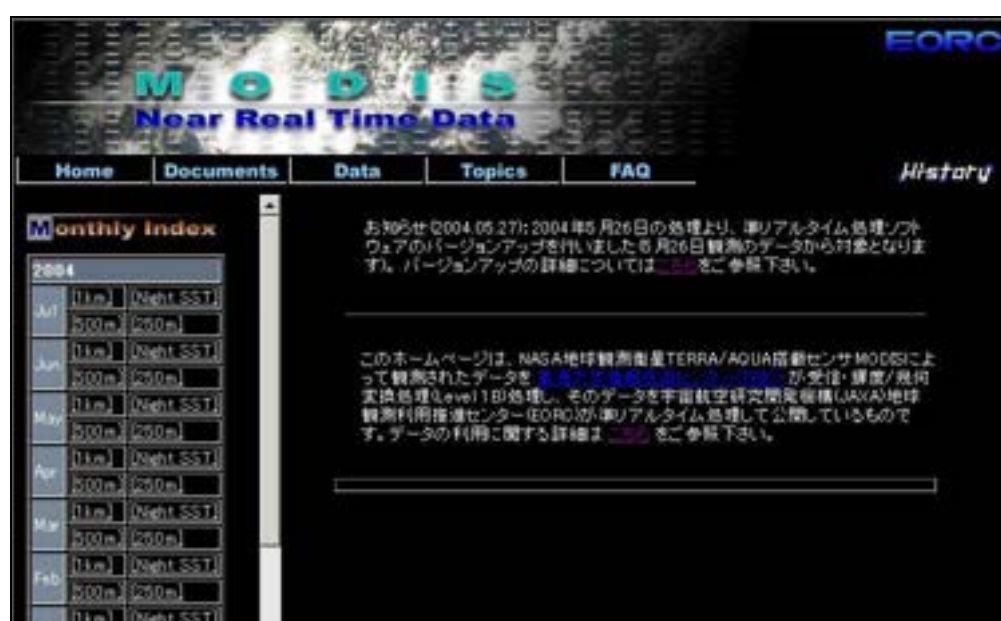 EORC
MODIS
Near Real Time Data
Home Documents Data Topics FAQ History
Monthly Index
2004
Jul [1km] [Night SST]
[500m] [250m]
Jun [1km] [Night SST]
[500m] [250m]
May [1km] [Night SST]
[500m] [250m]
Apr [1km] [Night SST]
[500m] [250m]
Mar [1km] [Night SST]
[500m] [250m]
Feb [1km] [Night SST]
[500m] [250m]
[1km] [Night SST]
お知らせ(2004.05.27): 2004年5月26日の処理より、準リアルタイム処理ソフト
ウェアのバージョンアップを行いました(5月26日観測のデータから対象となりま
す)。バージョンアップの詳細については こちら をご参照下さい。
このホームページは、NASA地球観測衛星TERRA/AQUA搭載センサMODISによ
って観測されたデータを が受信・輝度/幾何
変換処理(Level1B)処理し、そのデータを宇宙航空研究開発機構(JAXA)地球
観測利用推進センター(EORC)が準リアルタイム処理して公開しているもので
す。データの利用に関する詳細は こちら をご参照下さい。